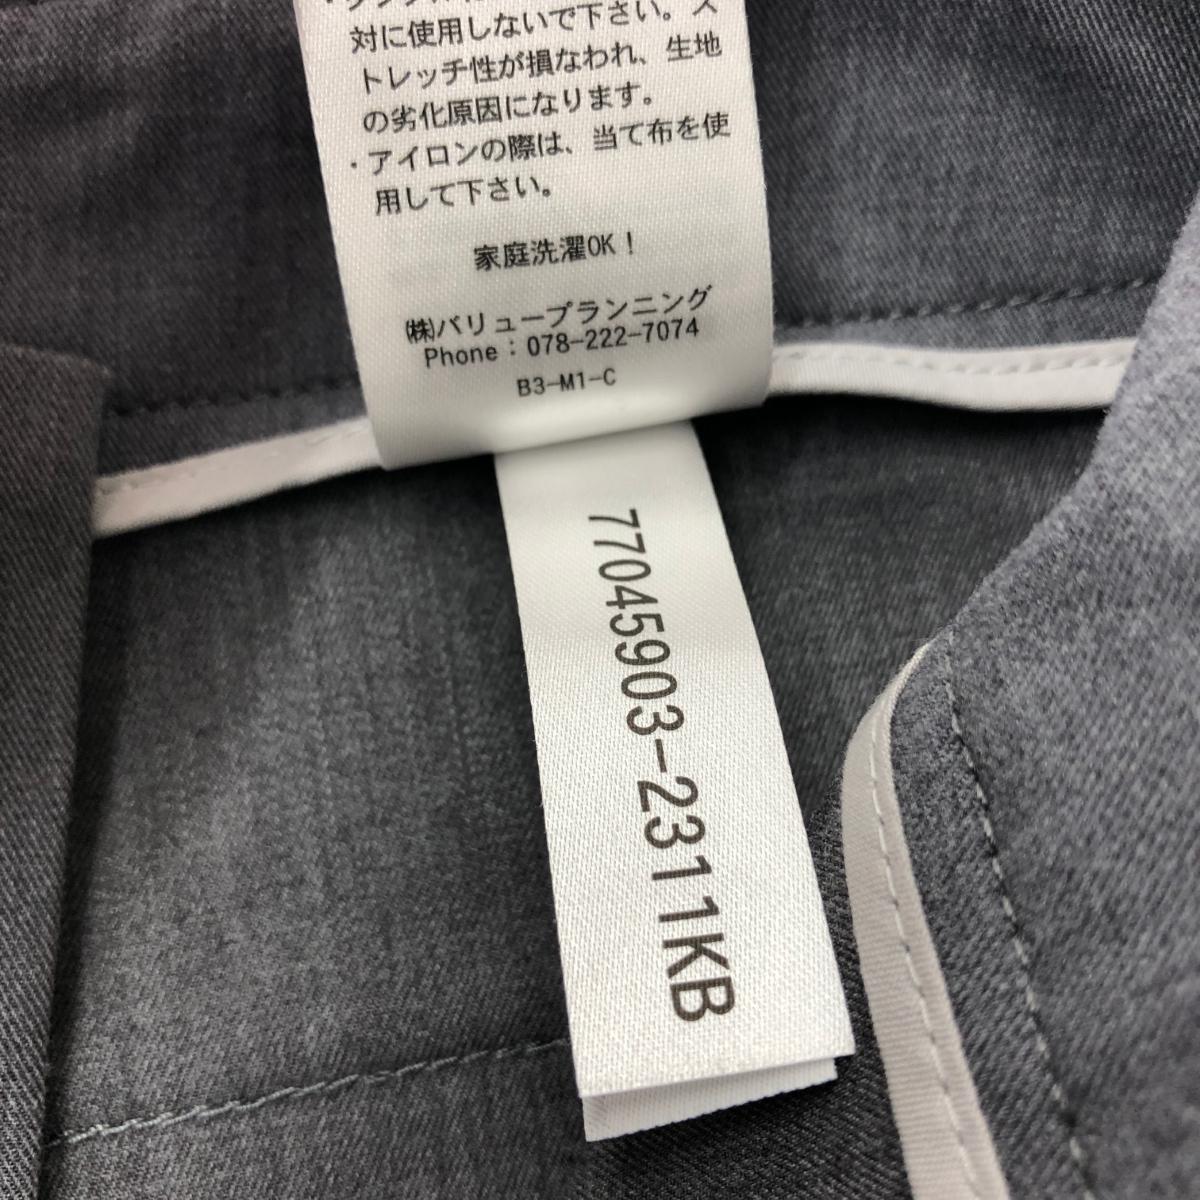 対に使用しないで下さい。ス
トレッチ性が損なわれ、生地
の劣化原因になります。
・アイロンの際は、当て布を使
用して下さい。
家庭洗濯OK！
㈱バリュープランニング
Phone：078-222-7074
B3-M1-C
77045903-2311KB